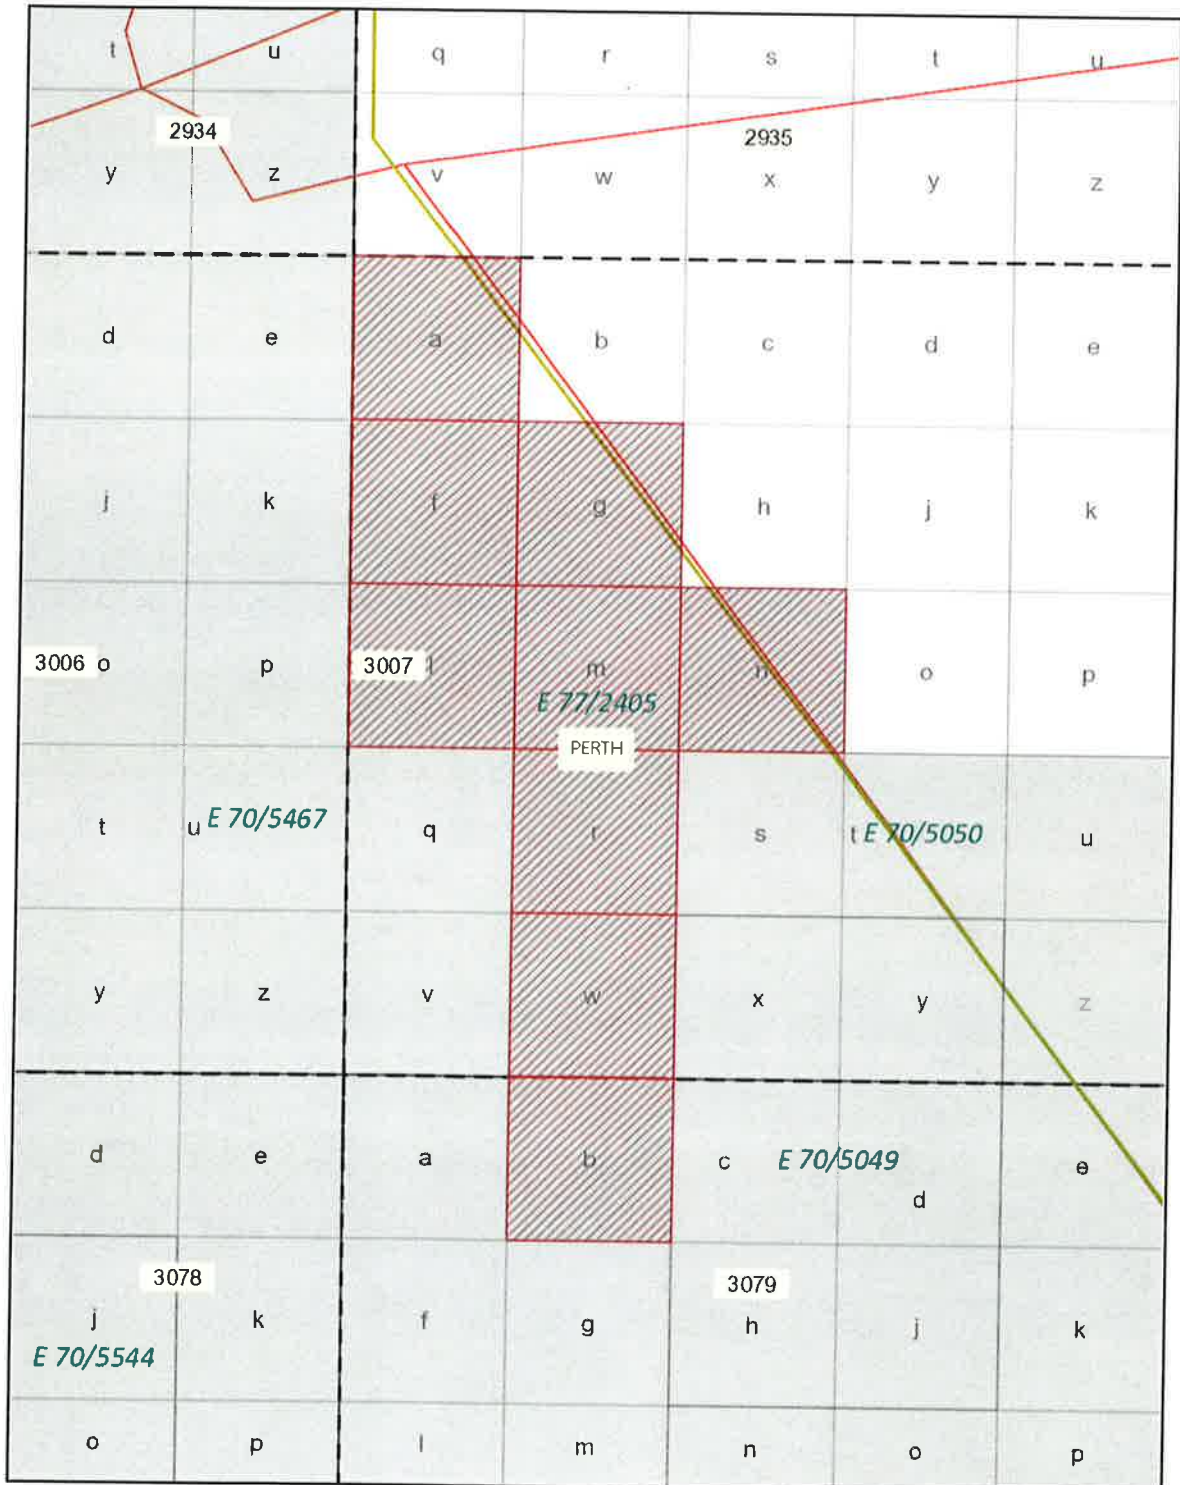 t u q r s t u
2934 2935
y z v w x y z
d e a b c d e
j k f g h j k
3006 o p 3007 l m n o p
E 77/2405
PERTH
t u E 70/5467 q r s t E 70/5050 u
y z v w x y z
d e a b c E 70/5049 d e
3078 3079
j k f g h j k
E 70/5544
o p l m n o p